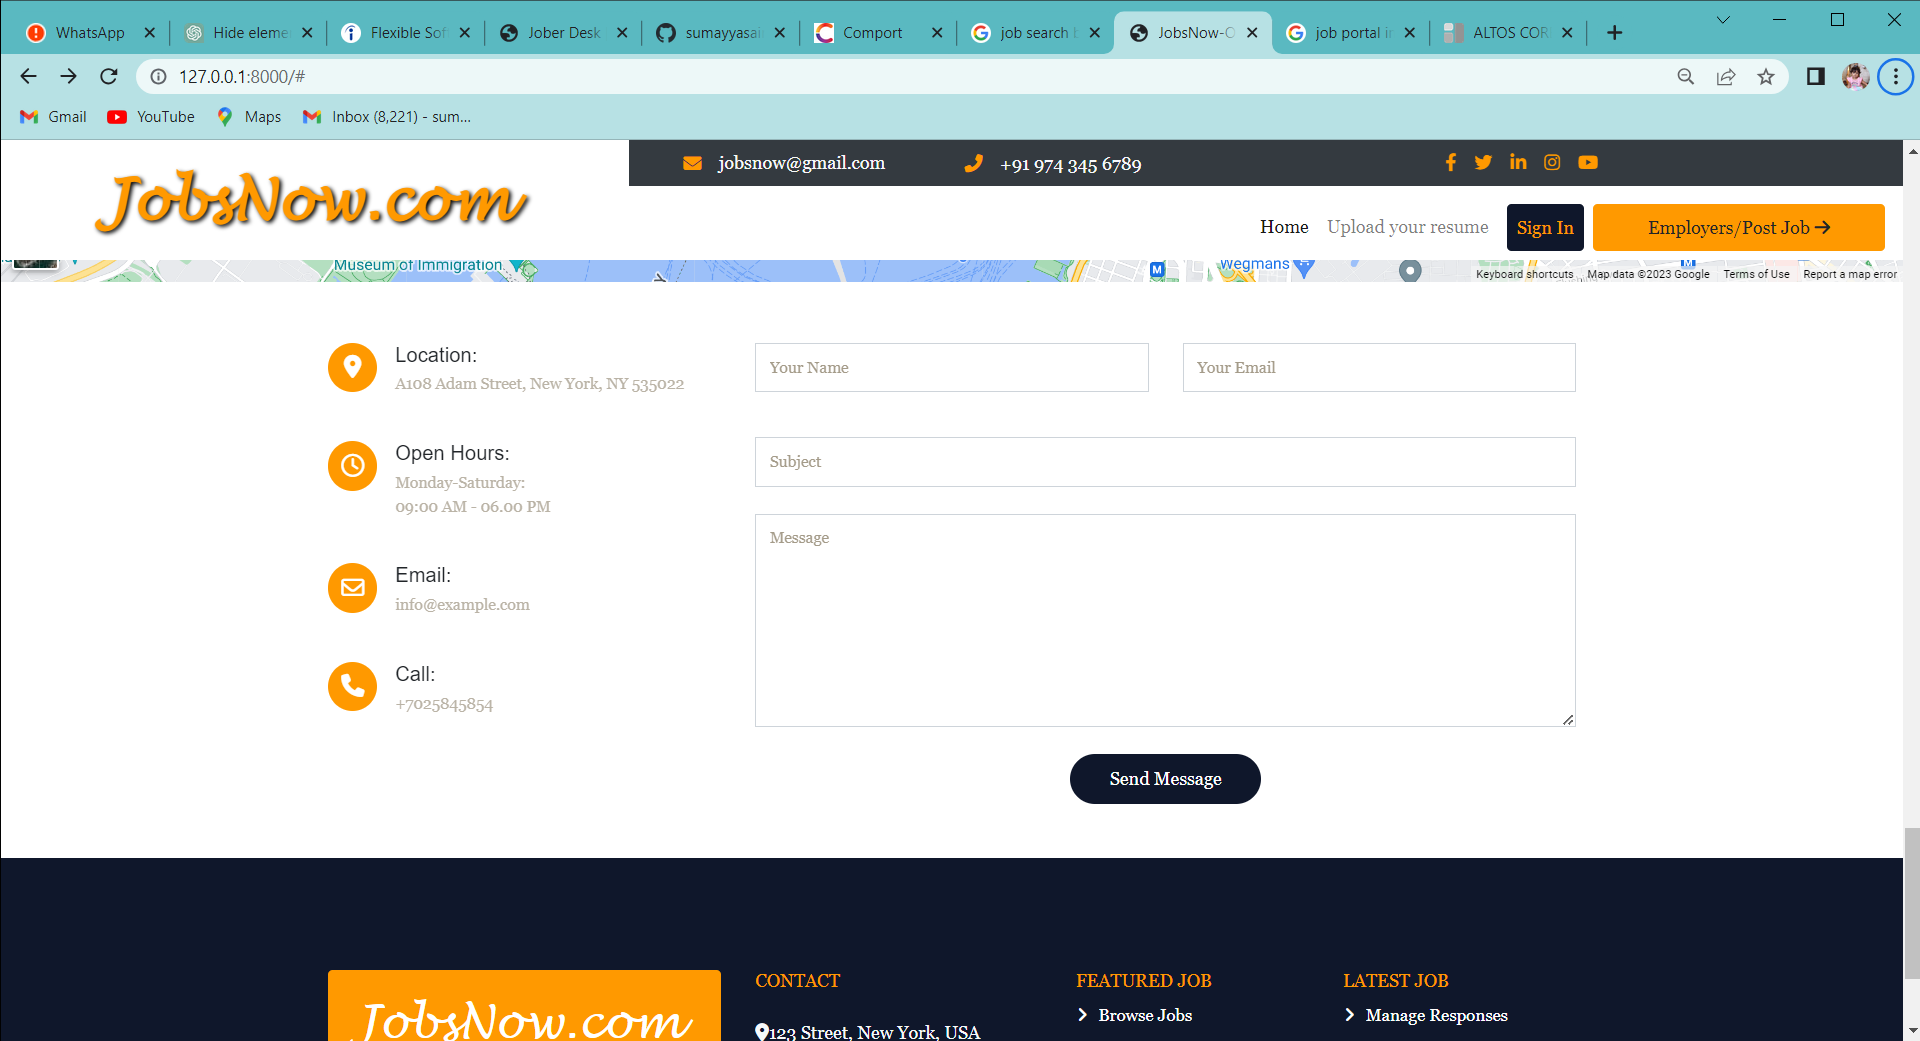 WhatsApp
Hide eleme
Flexible Sof
Jober Desk
sumayyasai
Comport
job search b
JobsNow-O
job portal in
ALTOS COR
127.0.0.1:8000/#
Gmail
YouTube
Maps
Inbox (8,221) - sum...
JobsNow.com
jobsnow@gmail.com
+91 974 345 6789
Home
Upload your resume
Sign In
Employers/Post Job
Museum of Immigration
Wegmans
M
M
Keyboard shortcuts
Map data ©2023 Google
Terms of Use
Report a map error
Location:
A108 Adam Street, New York, NY 535022
Open Hours:
Monday-Saturday:
09:00 AM - 06.00 PM
Email:
info@example.com
Call:
+7025845854
Your Name
Your Email
Subject
Message
Send Message
JobsNow.com
CONTACT
123 Street, New York, USA
FEATURED JOB
Browse Jobs
LATEST JOB
Manage Responses